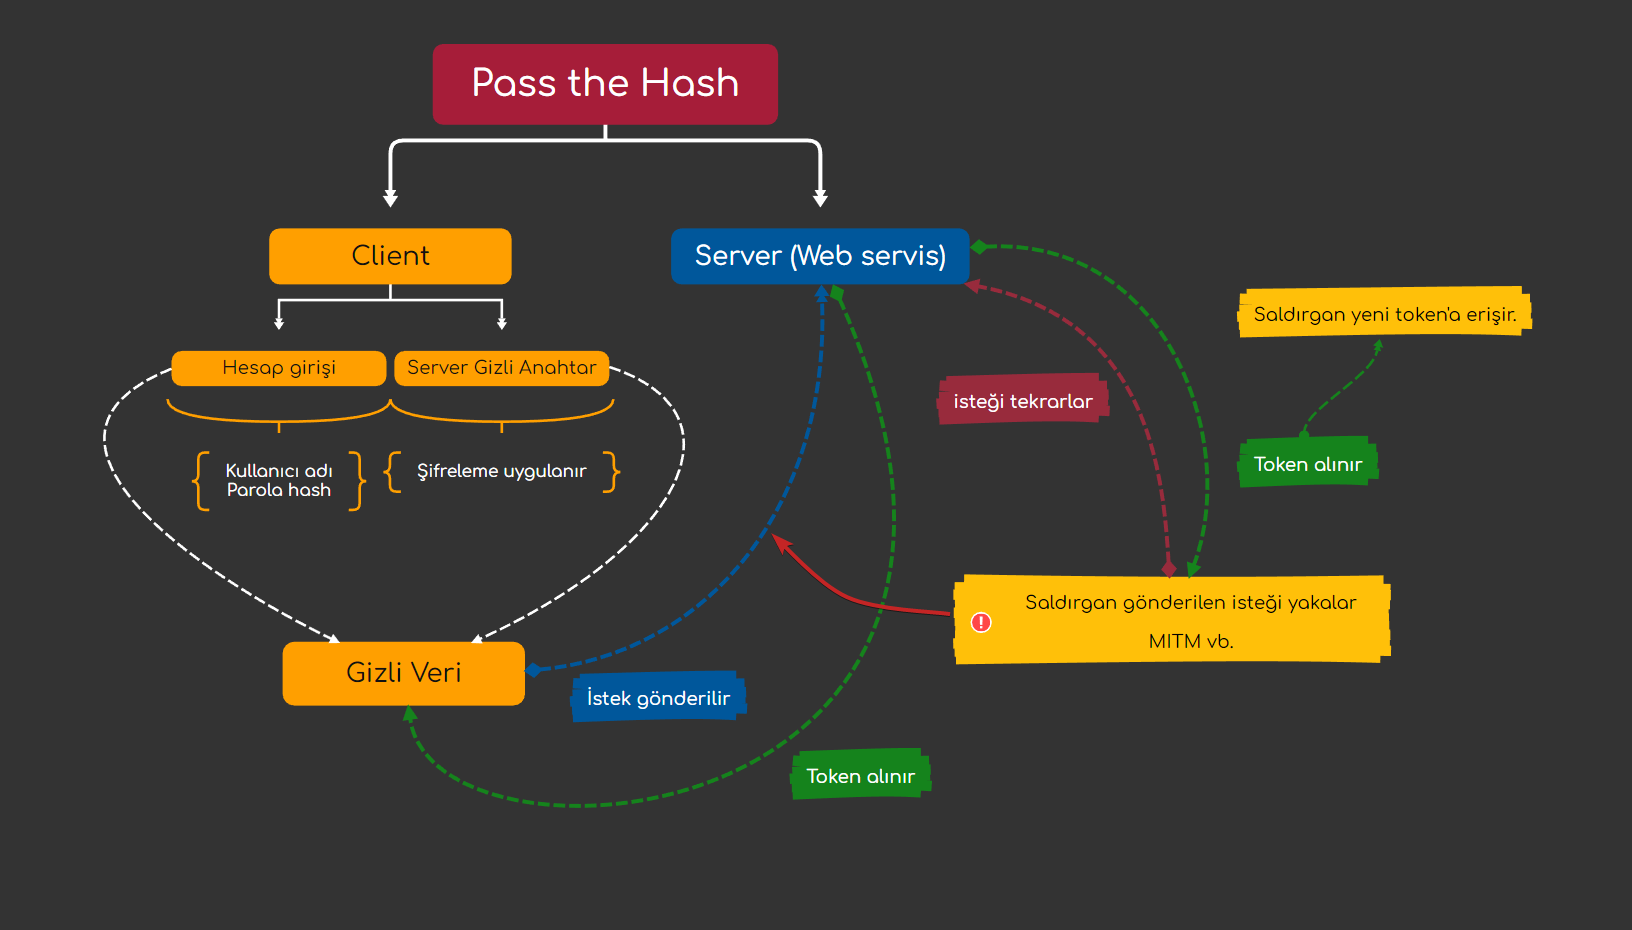 Pass the Hash
Client
Server (Web servis)
Hesap girişi
Server Gizli Anahtar
Kullanıcı adı
Parola hash
Şifreleme uygulanır
Gizli Veri
İstek gönderilir
Token alınır
isteği tekrarlar
Saldırgan gönderilen isteği yakalar
MITM vb.
Saldırgan yeni token'a erişir.
Token alınır